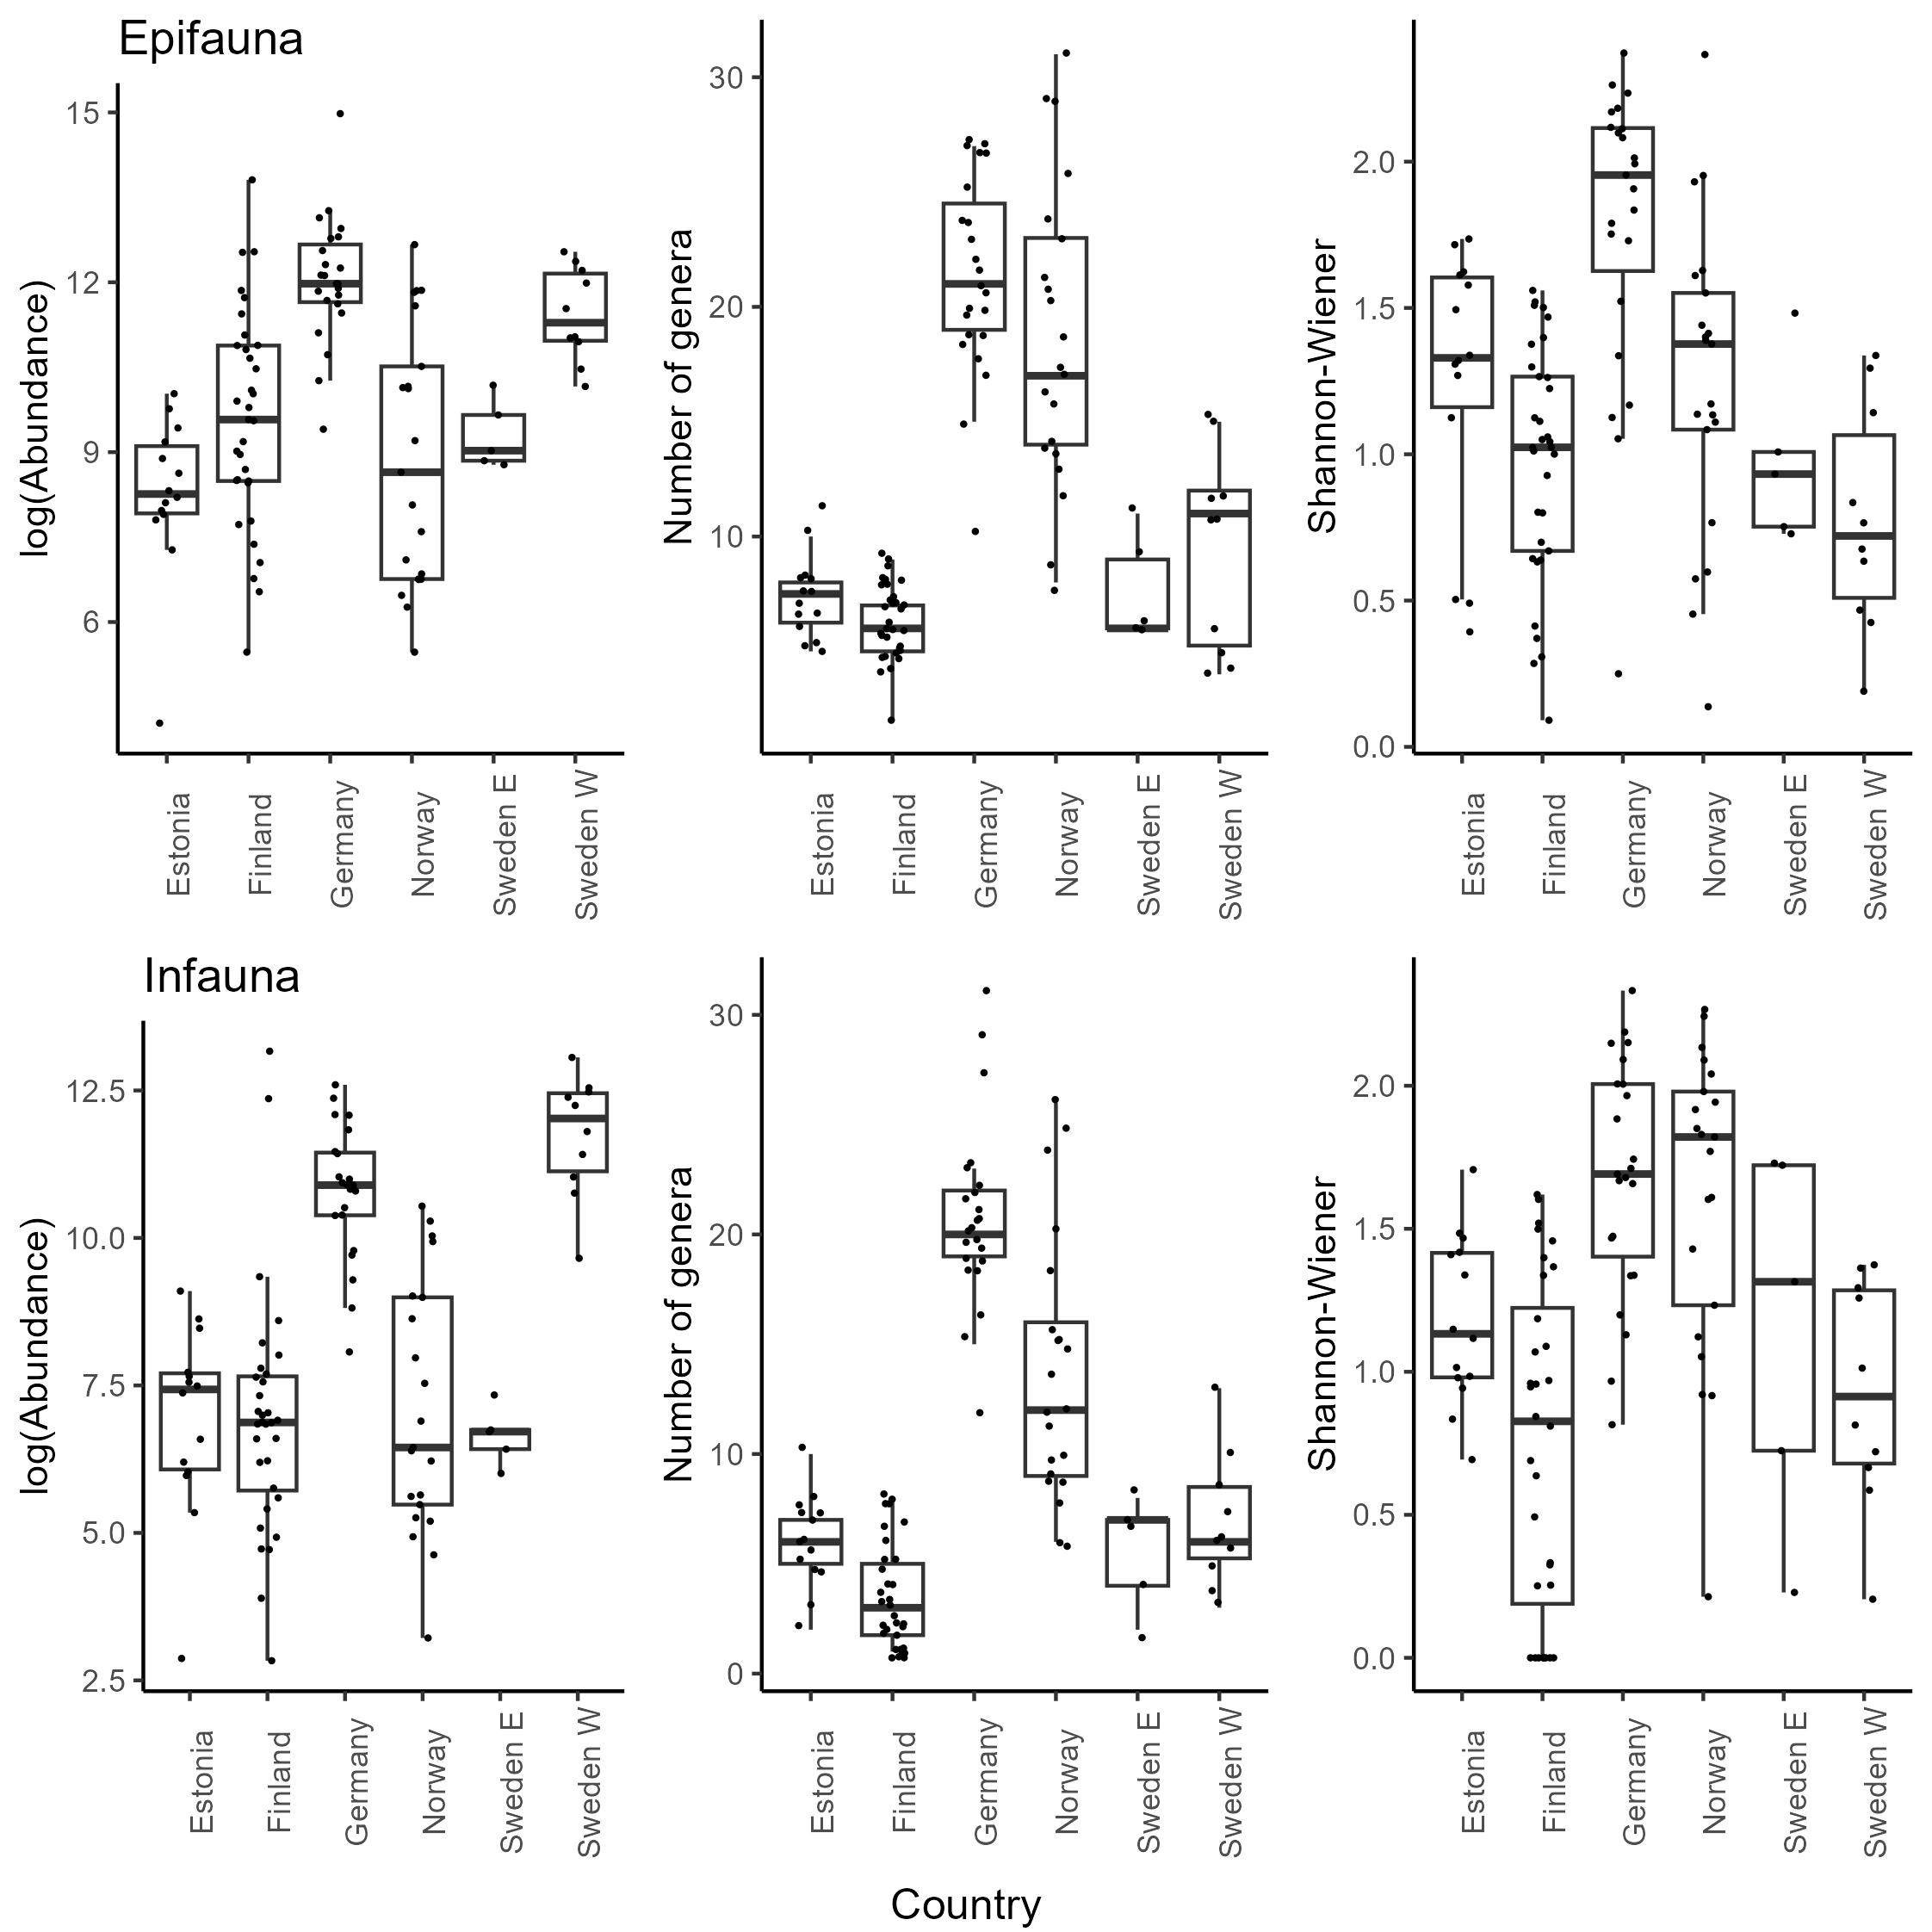 Epifauna
log(Abundance)
15
12
9
6
Estonia
Finland
Germany
Norway
Sweden E
Sweden W
Number of genera
30
20
10
Estonia
Finland
Germany
Norway
Sweden E
Sweden W
Shannon-Wiener
2.0
1.5
1.0
0.5
0.0
Estonia
Finland
Germany
Norway
Sweden E
Sweden W
Infauna
log(Abundance)
12.5
10.0
7.5
5.0
2.5
Estonia
Finland
Germany
Norway
Sweden E
Sweden W
Number of genera
30
20
10
0
Estonia
Finland
Germany
Norway
Sweden E
Sweden W
Shannon-Wiener
2.0
1.5
1.0
0.5
0.0
Estonia
Finland
Germany
Norway
Sweden E
Sweden W
Country